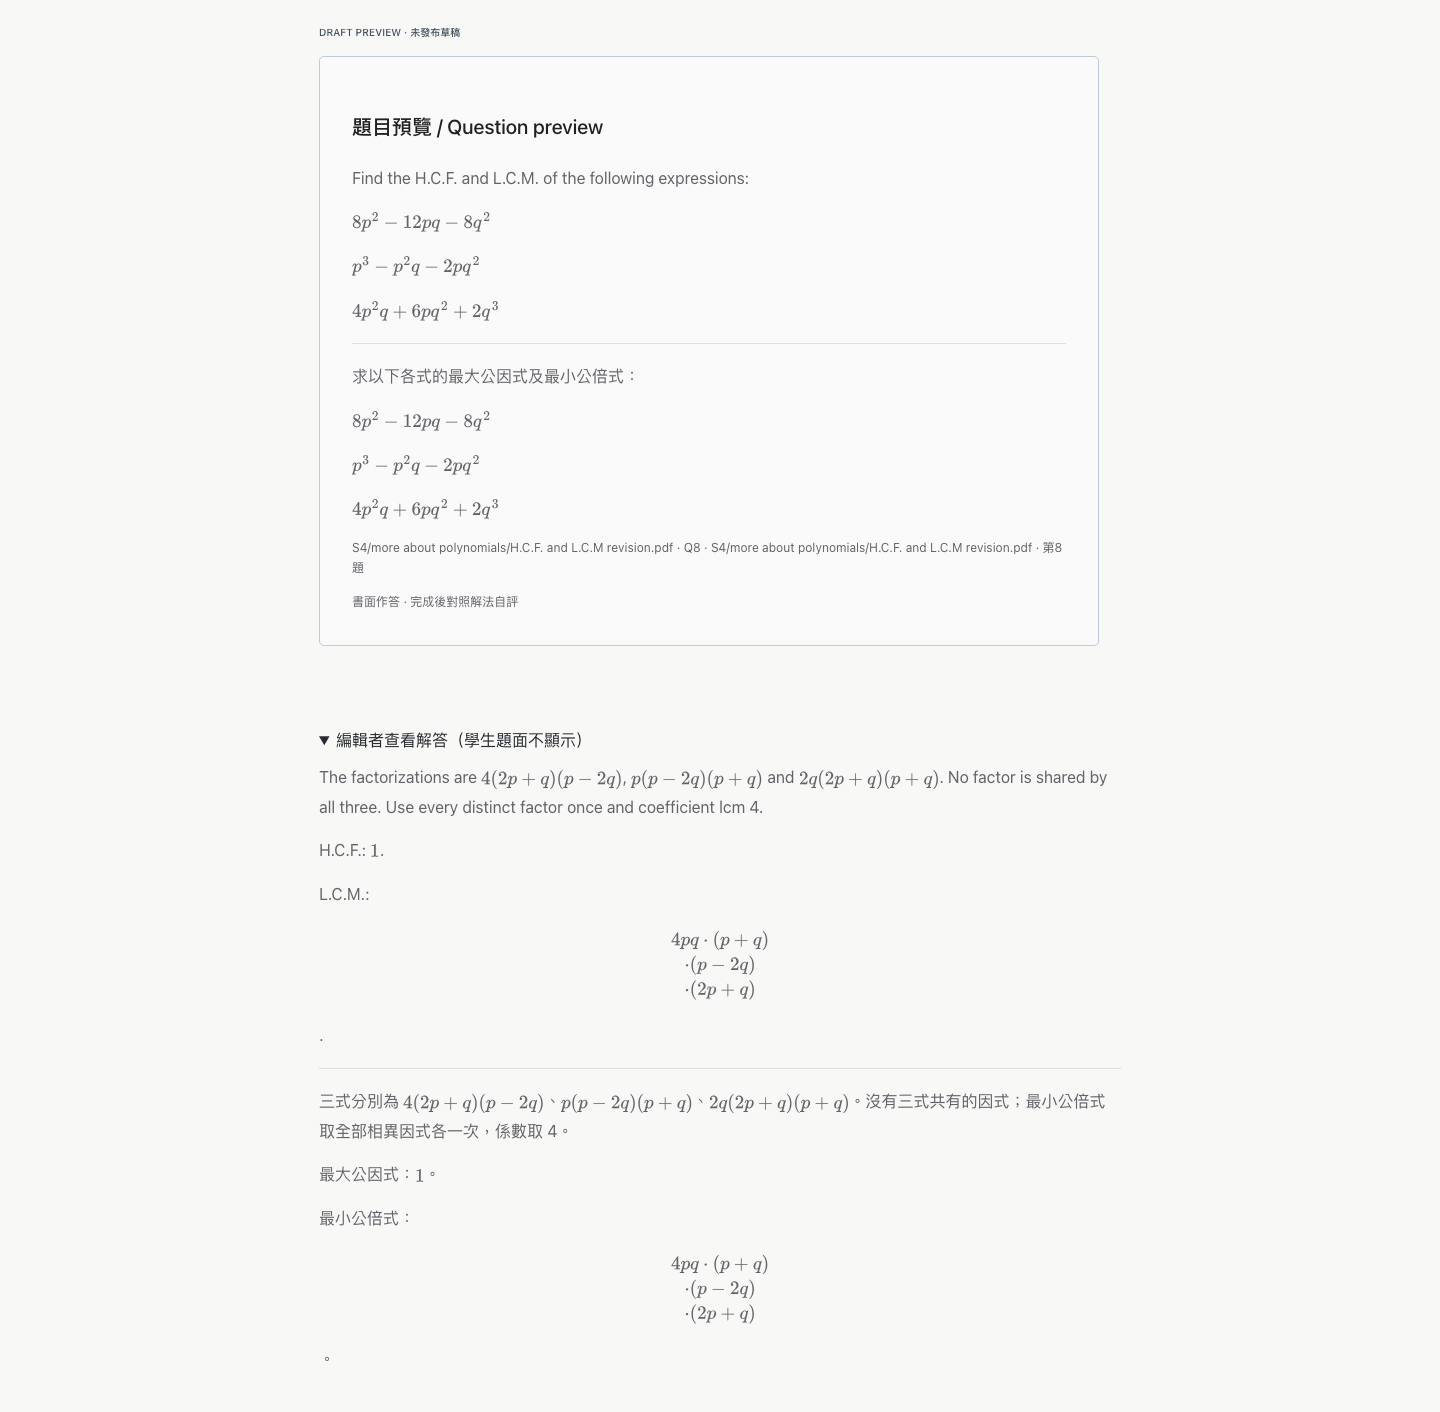 DRAFT PREVIEW · 未發布草稿
題目預覽 / Question preview
Find the H.C.F. and L.C.M. of the following expressions:
8p² − 12pq − 8q²
p³ − p²q − 2pq²
4p²q + 6pq² + 2q³
求以下各式的最大公因式及最小公倍式：
8p² − 12pq − 8q²
p³ − p²q − 2pq²
4p²q + 6pq² + 2q³
S4/more about polynomials/H.C.F. and L.C.M revision.pdf · Q8 · S4/more about polynomials/H.C.F. and L.C.M revision.pdf · 第8
題
書面作答 · 完成後對照解法自評
▼ 編輯者查看解答（學生題面不顯示）
The factorizations are 4(2p + q)(p − 2q), p(p − 2q)(p + q) and 2q(2p + q)(p + q). No factor is shared by
all three. Use every distinct factor once and coefficient lcm 4.
H.C.F.: 1.
L.C.M.:
4pq · (p + q)
·(p − 2q)
·(2p + q)
.
三式分別為 4(2p + q)(p − 2q)、p(p − 2q)(p + q)、2q(2p + q)(p + q)。沒有三式共有的因式；最小公倍式
取全部相異因式各一次，係數取 4。
最大公因式：1。
最小公倍式：
4pq · (p + q)
·(p − 2q)
·(2p + q)
。